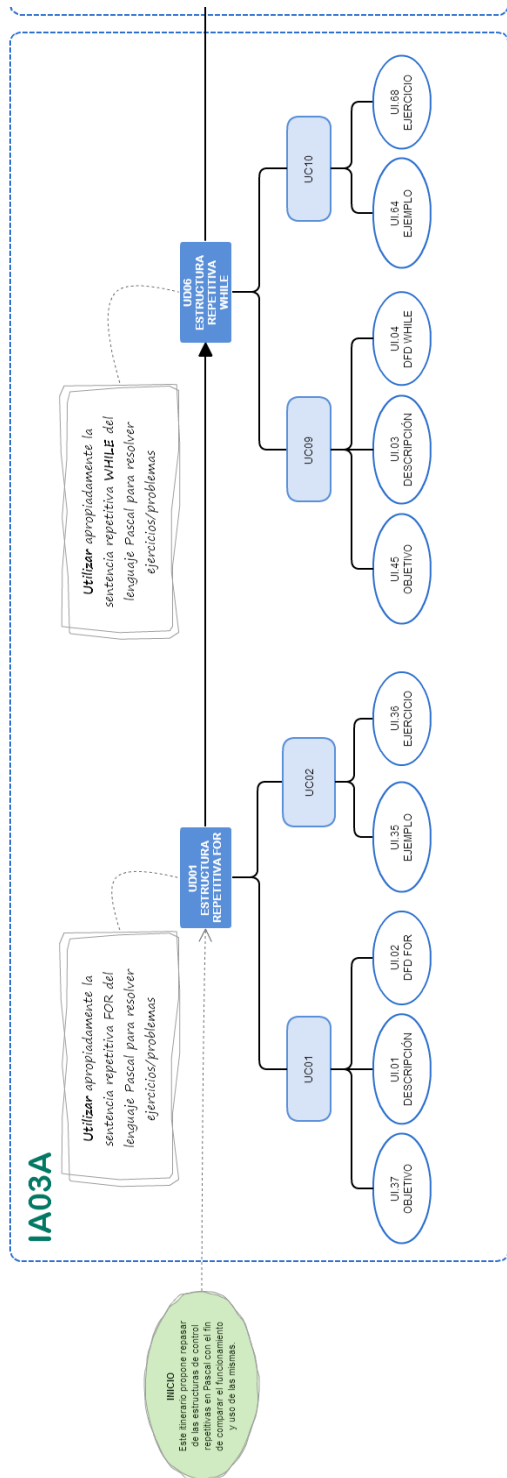 IA03A
INICIO
Este itinerario propone repasar
de las estructuras de control
repetitivas en Pascal con el fin
de comparar el funcionamiento
y uso de las mismas.
Utilizar apropiadamente la
sentencia repetitiva FOR del
lenguaje Pascal para resolver
ejercicios/problemas
UD01
ESTRUCTURA
REPETITIVA FOR
UC01
UC02
UI.37
OBJETIVO
UI.01
DESCRIPCIÓN
UI.02
DFD FOR
UI.35
EJEMPLO
UI.36
EJERCICIO
Utilizar apropiadamente la
sentencia repetitiva WHILE del
lenguaje Pascal para resolver
ejercicios/problemas
UD06
ESTRUCTURA
REPETITIVA
WHILE
UC09
UC10
UI.45
OBJETIVO
UI.03
DESCRIPCIÓN
UI.04
DFD WHILE
UI.64
EJEMPLO
UI.68
EJERCICIO